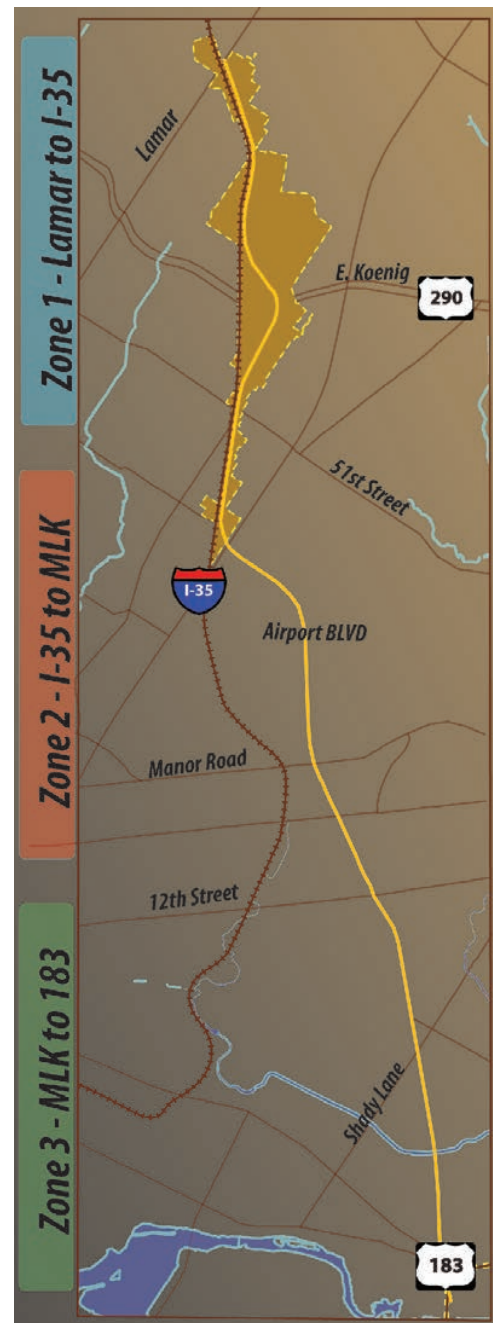 Zone 1 - Lamar to I-35
Zone 2 - I-35 to MLK
Zone 3 - MLK to 183
Lamar
E. Koenig
290
51st Street
I-35
Airport BLVD
Manor Road
12th Street
Shady Lane
183